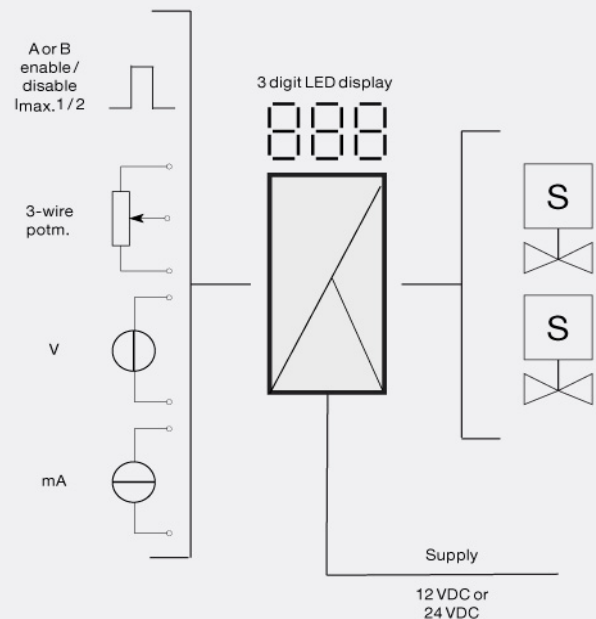 A or B
enable /
disable
Imax. 1 / 2
3 digit LED display
888
3-wire
potm.
S
V
S
mA
Supply
12 VDC or
24 VDC